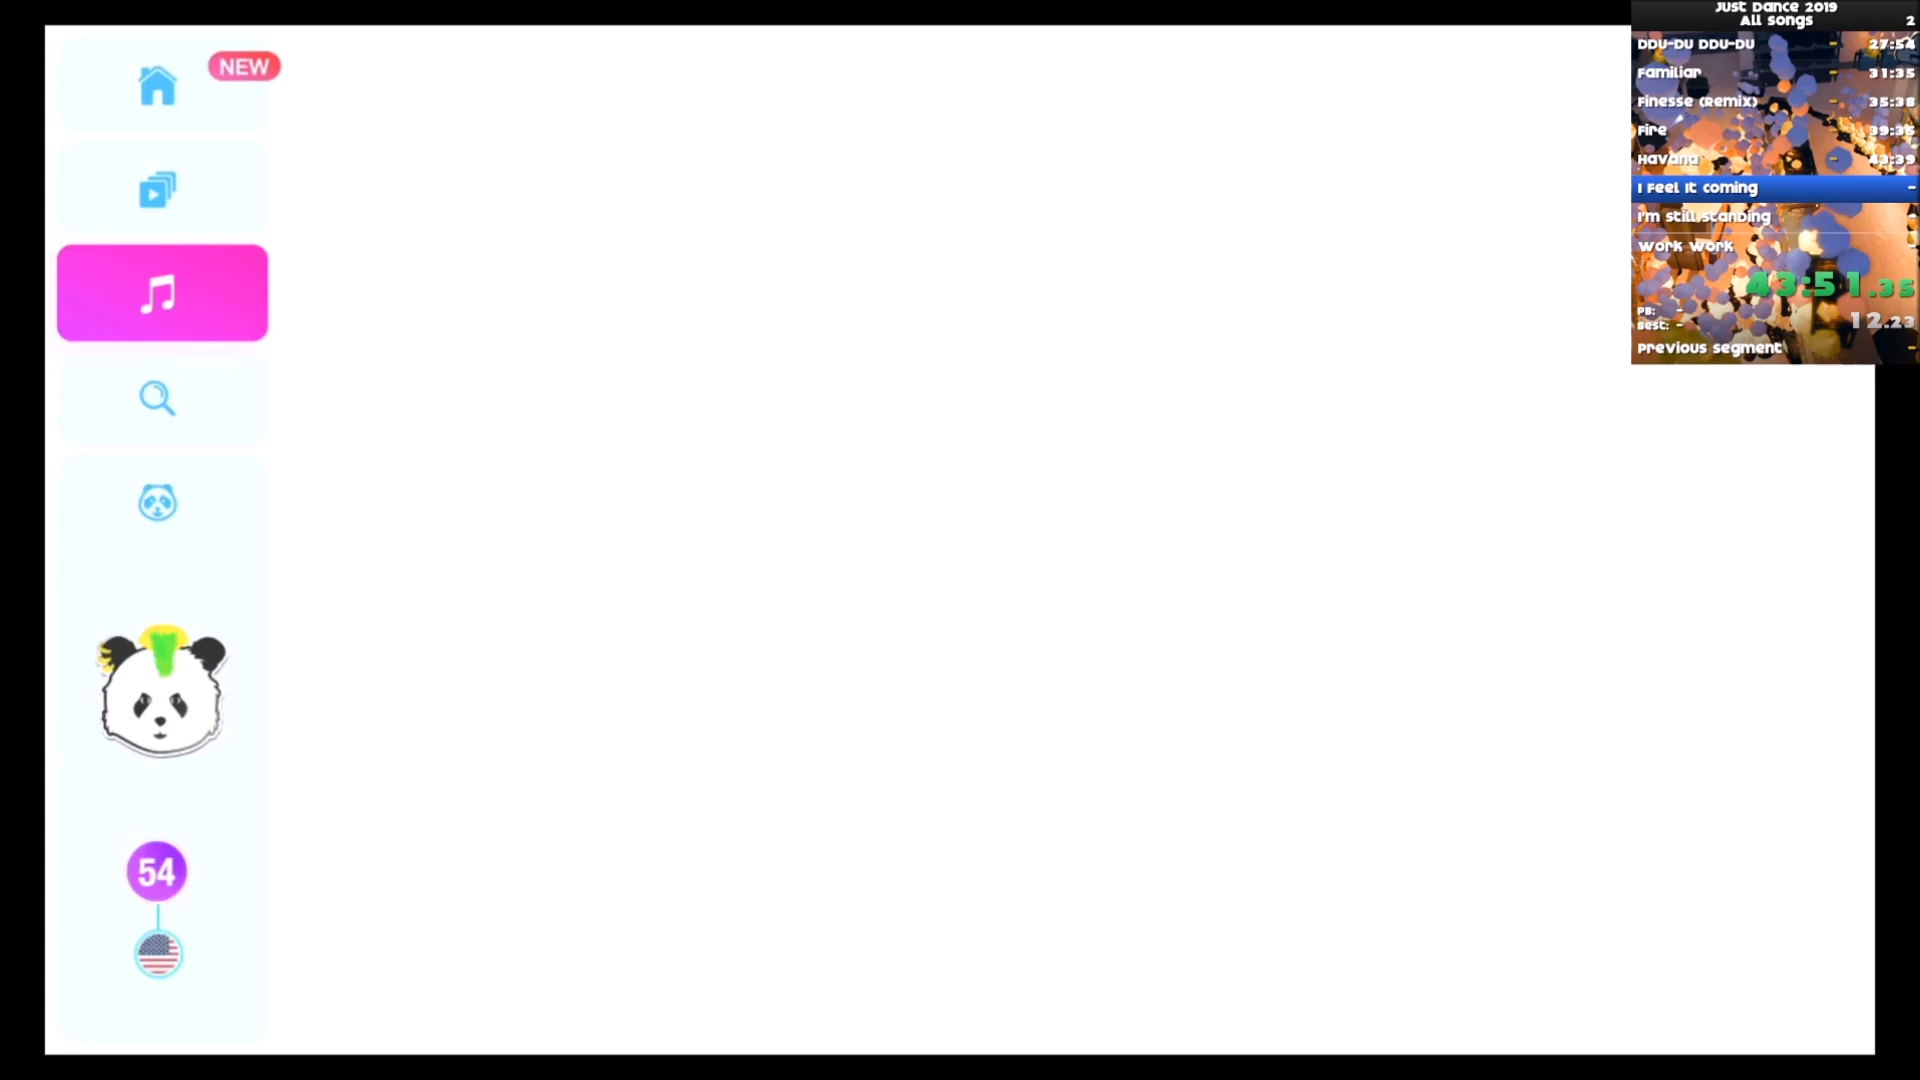 NEW
54
Just Dance 2019
All songs
2
DDU-DU DDU-DU - 27:54
Familiar - 31:35
Finesse (Remix) - 35:38
Fire 39:36
Havana - 43:39
I Feel It Coming -
I'm Still Standing
Work Work
43:51.35
PB: -
Best: -
12.23
Previous Segment -